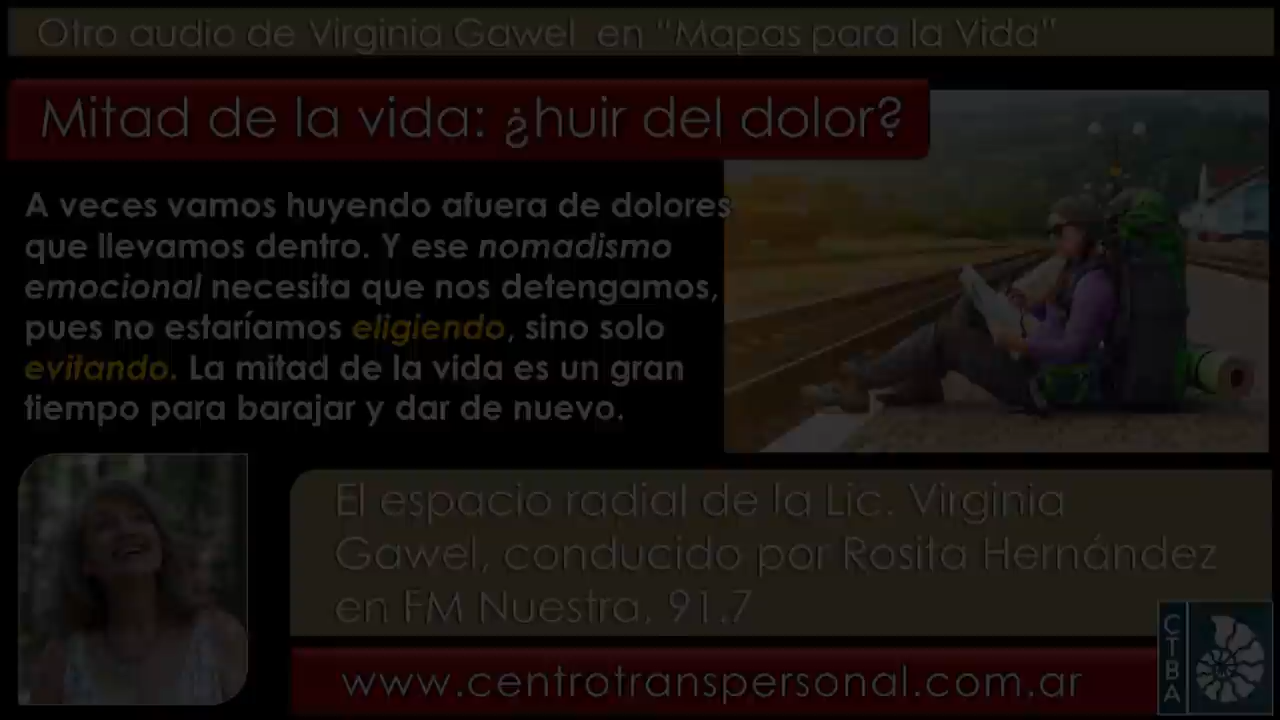 Otro audio de Virginia Gawel en “Mapas para la Vida”
Mitad de la vida: ¿huir del dolor?
A veces vamos huyendo afuera de dolores
que llevamos dentro. Y ese nomadismo
emocional necesita que nos detengamos,
pues no estaríamos eligiendo, sino solo
evitando. La mitad de la vida es un gran
tiempo para barajar y dar de nuevo.
El espacio radial de la Lic. Virginia
Gawel, conducido por Rosita Hernández
en FM Nuestra, 91.7
www.centrotranspersonal.com.ar
CTBA